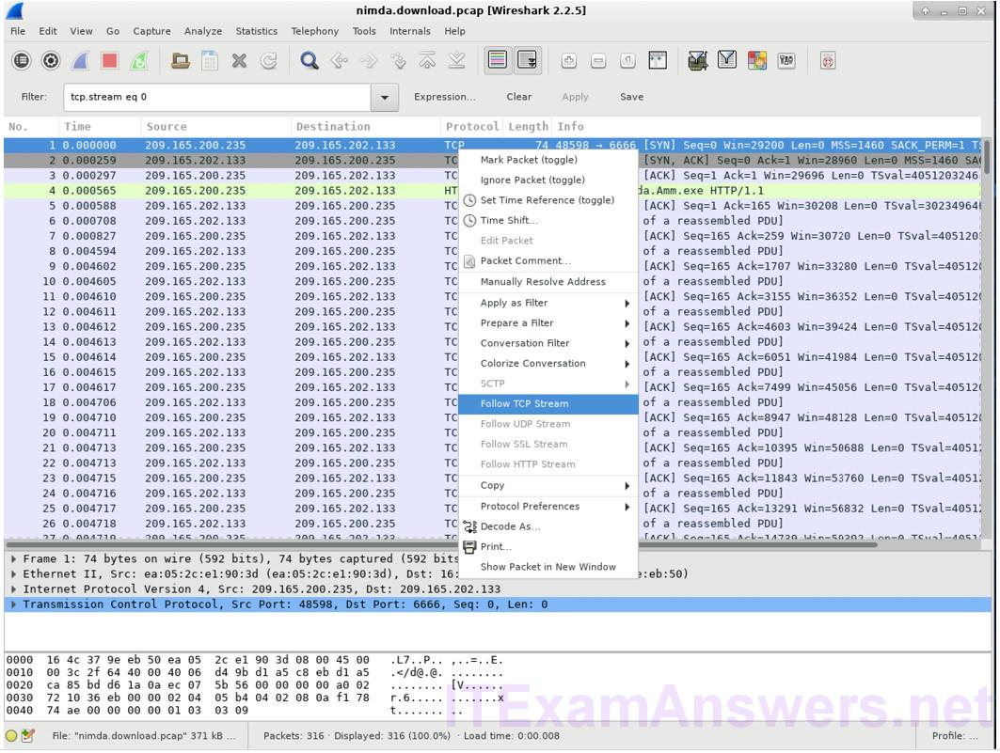 nimda.download.pcap [Wireshark 2.2.5]
File Edit View Go Capture Analyze Statistics Telephony Tools Internals Help
Filter: tcp.stream eq 0 Expression... Clear Apply Save
No. Time Source Destination Protocol Length Info
1 0.000000 209.165.200.235 209.165.202.133 TCP 74 48598 → 6666 [SYN] Seq=0 Win=29200 Len=0 MSS=1460 SACK_PERM=1 TS
2 0.000259 209.165.202.133 209.165.200.235 TC [SYN, ACK] Seq=0 Ack=1 Win=28960 Len=0 MSS=1460 SA
3 0.000297 209.165.200.235 209.165.202.133 TC [ACK] Seq=1 Ack=1 Win=29696 Len=0 TSval=4051203246
4 0.000565 209.165.200.235 209.165.202.133 HT da.Amm.exe HTTP/1.1
5 0.000588 209.165.202.133 209.165.200.235 TC [ACK] Seq=1 Ack=165 Win=30208 Len=0 TSval=30234964
6 0.000708 209.165.202.133 209.165.200.235 TC of a reassembled PDU]
7 0.000827 209.165.200.235 209.165.202.133 TC [ACK] Seq=165 Ack=259 Win=30720 Len=0 TSval=405120
8 0.004594 209.165.202.133 209.165.200.235 TC of a reassembled PDU]
9 0.004602 209.165.200.235 209.165.202.133 TC [ACK] Seq=165 Ack=1707 Win=33280 Len=0 TSval=40512
10 0.004605 209.165.202.133 209.165.200.235 TC of a reassembled PDU]
11 0.004610 209.165.200.235 209.165.202.133 TC [ACK] Seq=165 Ack=3155 Win=36352 Len=0 TSval=40512
12 0.004611 209.165.202.133 209.165.200.235 TC of a reassembled PDU]
13 0.004612 209.165.200.235 209.165.202.133 TC [ACK] Seq=165 Ack=4603 Win=39424 Len=0 TSval=40512
14 0.004613 209.165.202.133 209.165.200.235 TC of a reassembled PDU]
15 0.004614 209.165.200.235 209.165.202.133 TC [ACK] Seq=165 Ack=6051 Win=41984 Len=0 TSval=40512
16 0.004615 209.165.202.133 209.165.200.235 TC of a reassembled PDU]
17 0.004617 209.165.200.235 209.165.202.133 TC [ACK] Seq=165 Ack=7499 Win=45056 Len=0 TSval=40512
18 0.004706 209.165.202.133 209.165.200.235 TC of a reassembled PDU]
19 0.004710 209.165.200.235 209.165.202.133 TC [ACK] Seq=165 Ack=8947 Win=48128 Len=0 TSval=40512
20 0.004711 209.165.202.133 209.165.200.235 TC of a reassembled PDU]
21 0.004713 209.165.200.235 209.165.202.133 TC [ACK] Seq=165 Ack=10395 Win=50688 Len=0 TSval=4051
22 0.004713 209.165.202.133 209.165.200.235 TC of a reassembled PDU]
23 0.004715 209.165.200.235 209.165.202.133 TC [ACK] Seq=165 Ack=11843 Win=53760 Len=0 TSval=4051
24 0.004716 209.165.202.133 209.165.200.235 TC of a reassembled PDU]
25 0.004717 209.165.200.235 209.165.202.133 TC [ACK] Seq=165 Ack=13291 Win=56832 Len=0 TSval=4051
26 0.004718 209.165.202.133 209.165.200.235 TC of a reassembled PDU]
Mark Packet (toggle)
Ignore Packet (toggle)
Set Time Reference (toggle)
Time Shift...
Edit Packet
Packet Comment...
Manually Resolve Address
Apply as Filter
Prepare a Filter
Conversation Filter
Colorize Conversation
SCTP
Follow TCP Stream
Follow UDP Stream
Follow SSL Stream
Follow HTTP Stream
Copy
Protocol Preferences
Decode As...
Print...
Show Packet in New Window
Frame 1: 74 bytes on wire (592 bits), 74 bytes captured (592 bits
Ethernet II, Src: ea:05:2c:e1:90:3d (ea:05:2c:e1:90:3d), Dst: 16: e:eb:50)
Internet Protocol Version 4, Src: 209.165.200.235, Dst: 209.165.202.133
Transmission Control Protocol, Src Port: 48598, Dst Port: 6666, Seq: 0, Len: 0
0000 16 4c 37 9e eb 50 ea 05 2c e1 90 3d 08 00 45 00 .L7..P.. ,..=..E.
0010 00 3c 2f 64 40 00 40 06 d4 9b d1 a5 c8 eb d1 a5 .</d@.@. ........
0020 ca 85 bd d6 1a 0a ec 07 5b 56 00 00 00 00 a0 02 ........ [V......
0030 72 10 36 eb 00 00 02 04 05 b4 04 02 08 0a f1 78 r.6..... .......x
0040 74 ae 00 00 00 00 01 03 03 09 t....... ..
ITExamAnswers.net
File: "nimda.download.pcap" 371 kB ... Packets: 316 · Displayed: 316 (100.0%) · Load time: 0:00.008 Profile: ...